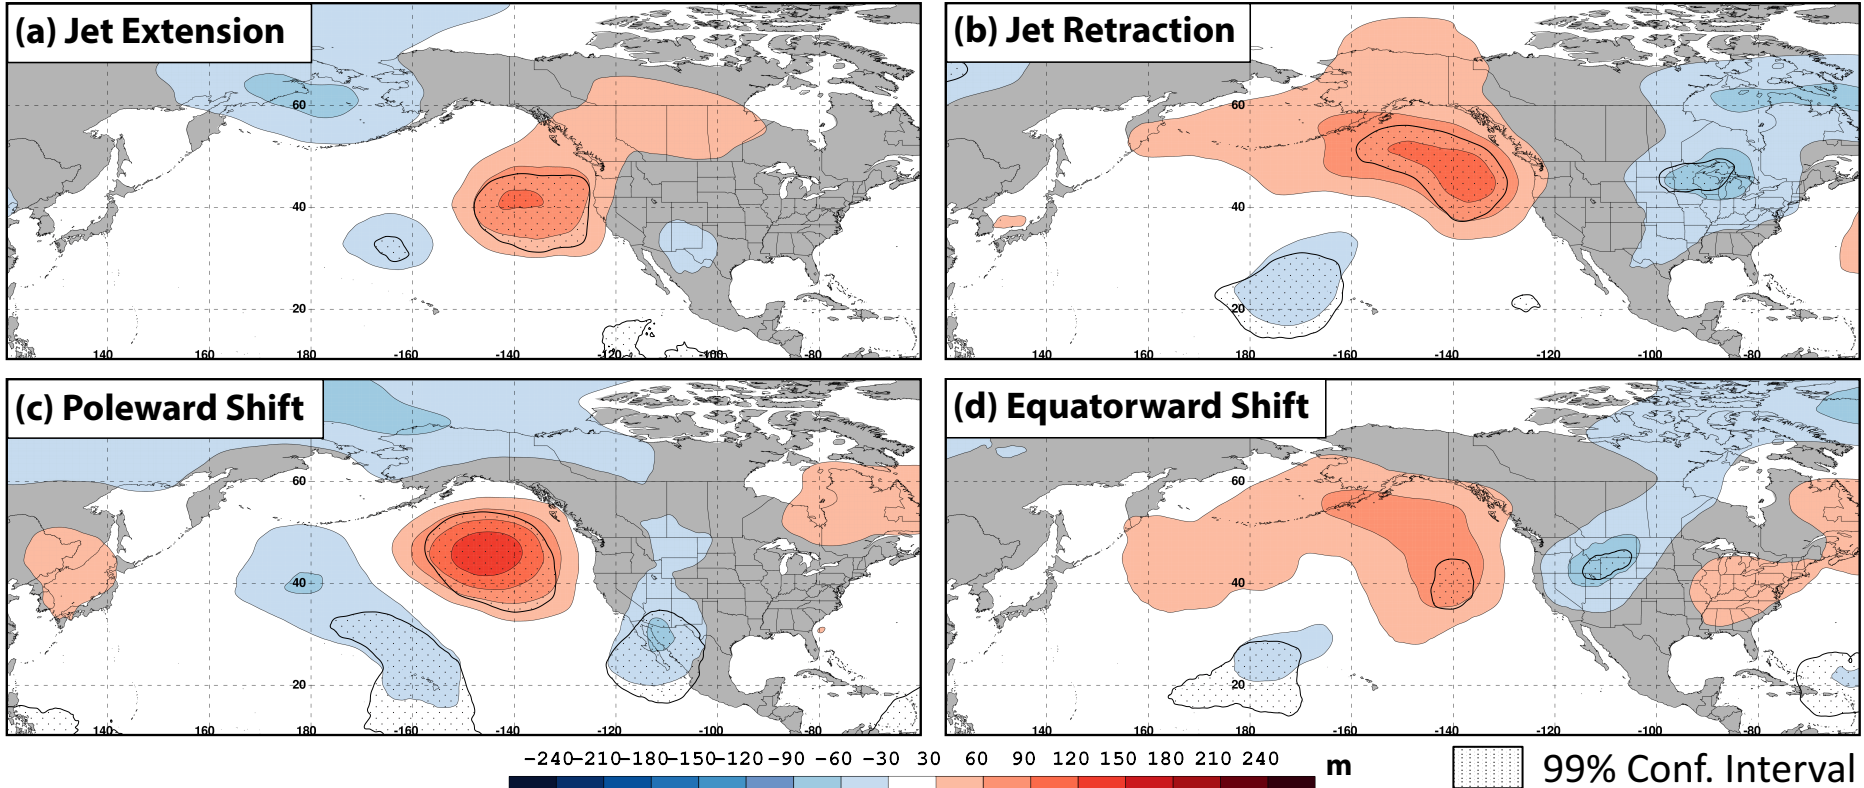 (a) Jet Extension
60
40
20
140 160 180 -160 -140 -120 -100 -80
(b) Jet Retraction
60
40
20
140 160 180 -160 -140 -120 -100 -80
(c) Poleward Shift
60
40
20
140 160 180 -160 -140 -120 -100 -80
(d) Equatorward Shift
60
40
20
140 160 180 -160 -140 -120 -100 -80
−240−210−180−150−120 −90 −60 −30 30 60 90 120 150 180 210 240 m
99% Conf. Interval